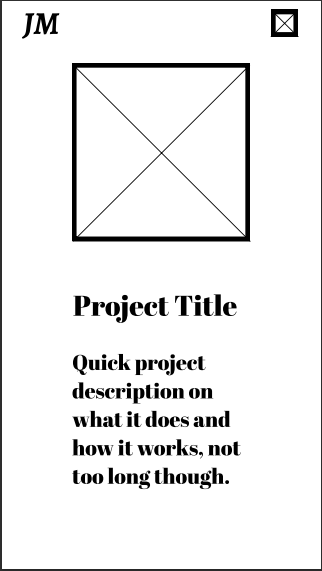 JM
Project Title
Quick project
description on
what it does and
how it works, not
too long though.